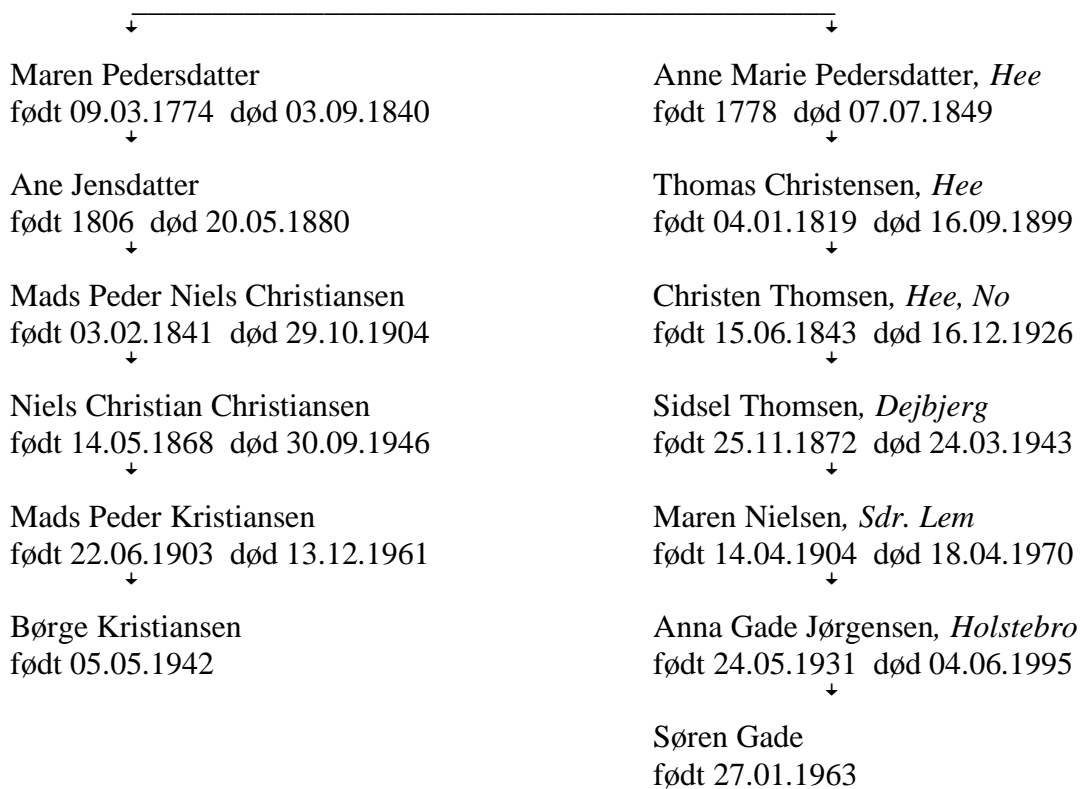 Maren Pedersdatter
født 09.03.1774 død 03.09.1840
Ane Jensdatter
født 1806 død 20.05.1880
Mads Peder Niels Christiansen
født 03.02.1841 død 29.10.1904
Niels Christian Christiansen
født 14.05.1868 død 30.09.1946
Mads Peder Kristiansen
født 22.06.1903 død 13.12.1961
Børge Kristiansen
født 05.05.1942
Anne Marie Pedersdatter, Hee
født 1778 død 07.07.1849
Thomas Christensen, Hee
født 04.01.1819 død 16.09.1899
Christen Thomsen, Hee, No
født 15.06.1843 død 16.12.1926
Sidsel Thomsen, Dejbjerg
født 25.11.1872 død 24.03.1943
Maren Nielsen, Sdr. Lem
født 14.04.1904 død 18.04.1970
Anna Gade Jørgensen, Holstebro
født 24.05.1931 død 04.06.1995
Søren Gade
født 27.01.1963